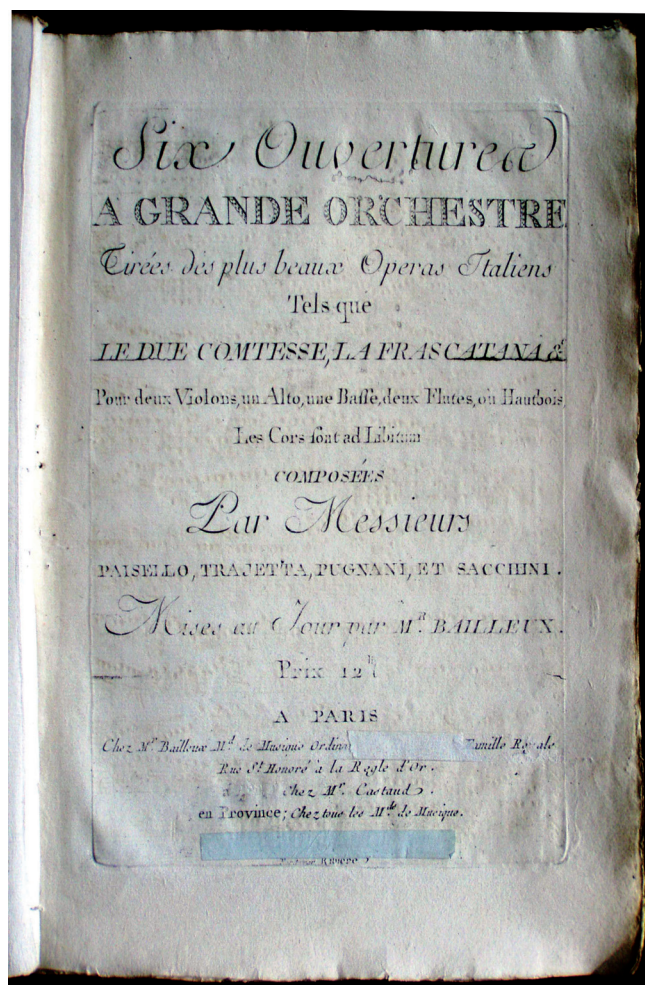 Six Ouvertures
A GRANDE ORCHESTRE
Tirées des plus beaux Operas Italiens
Tels que
LE DUE COMTESSE, LA FRASCATANA &c.
Pour deux Violons, un Alto, une Basse, deux Flutes, ou Hautbois,
Les Cors sont ad Libitum
COMPOSÉES
Par Messieurs
PAISELLO, TRAJETTA, PUGNANI, ET SACCHINI.
Mises au Jour par MR BAILLEUX.
Prix 12tt
A PARIS
Chez Mr. Bailleux Md. de Musique Ordin Famille Royale
Rue St. Honoré à la Regle d'Or.
Chez Mr. Castaud.
en Province; Chez tous les Mds. de Musique.
Ribiere